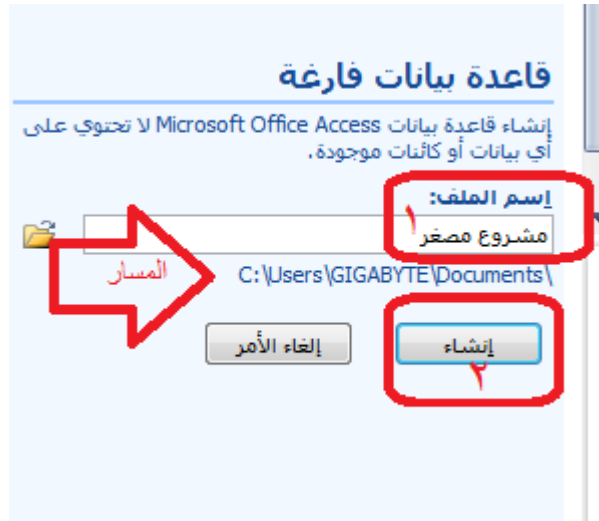 قاعدة بيانات فارغة
إنشاء قاعدة بيانات Microsoft Office Access لا تحتوي على
أي بيانات أو كائنات موجودة.
إسم الملف:
١
مشروع مصغر
المسار
C:\Users\GIGABYTE\Documents\
إنشاء
إلغاء الأمر
٢